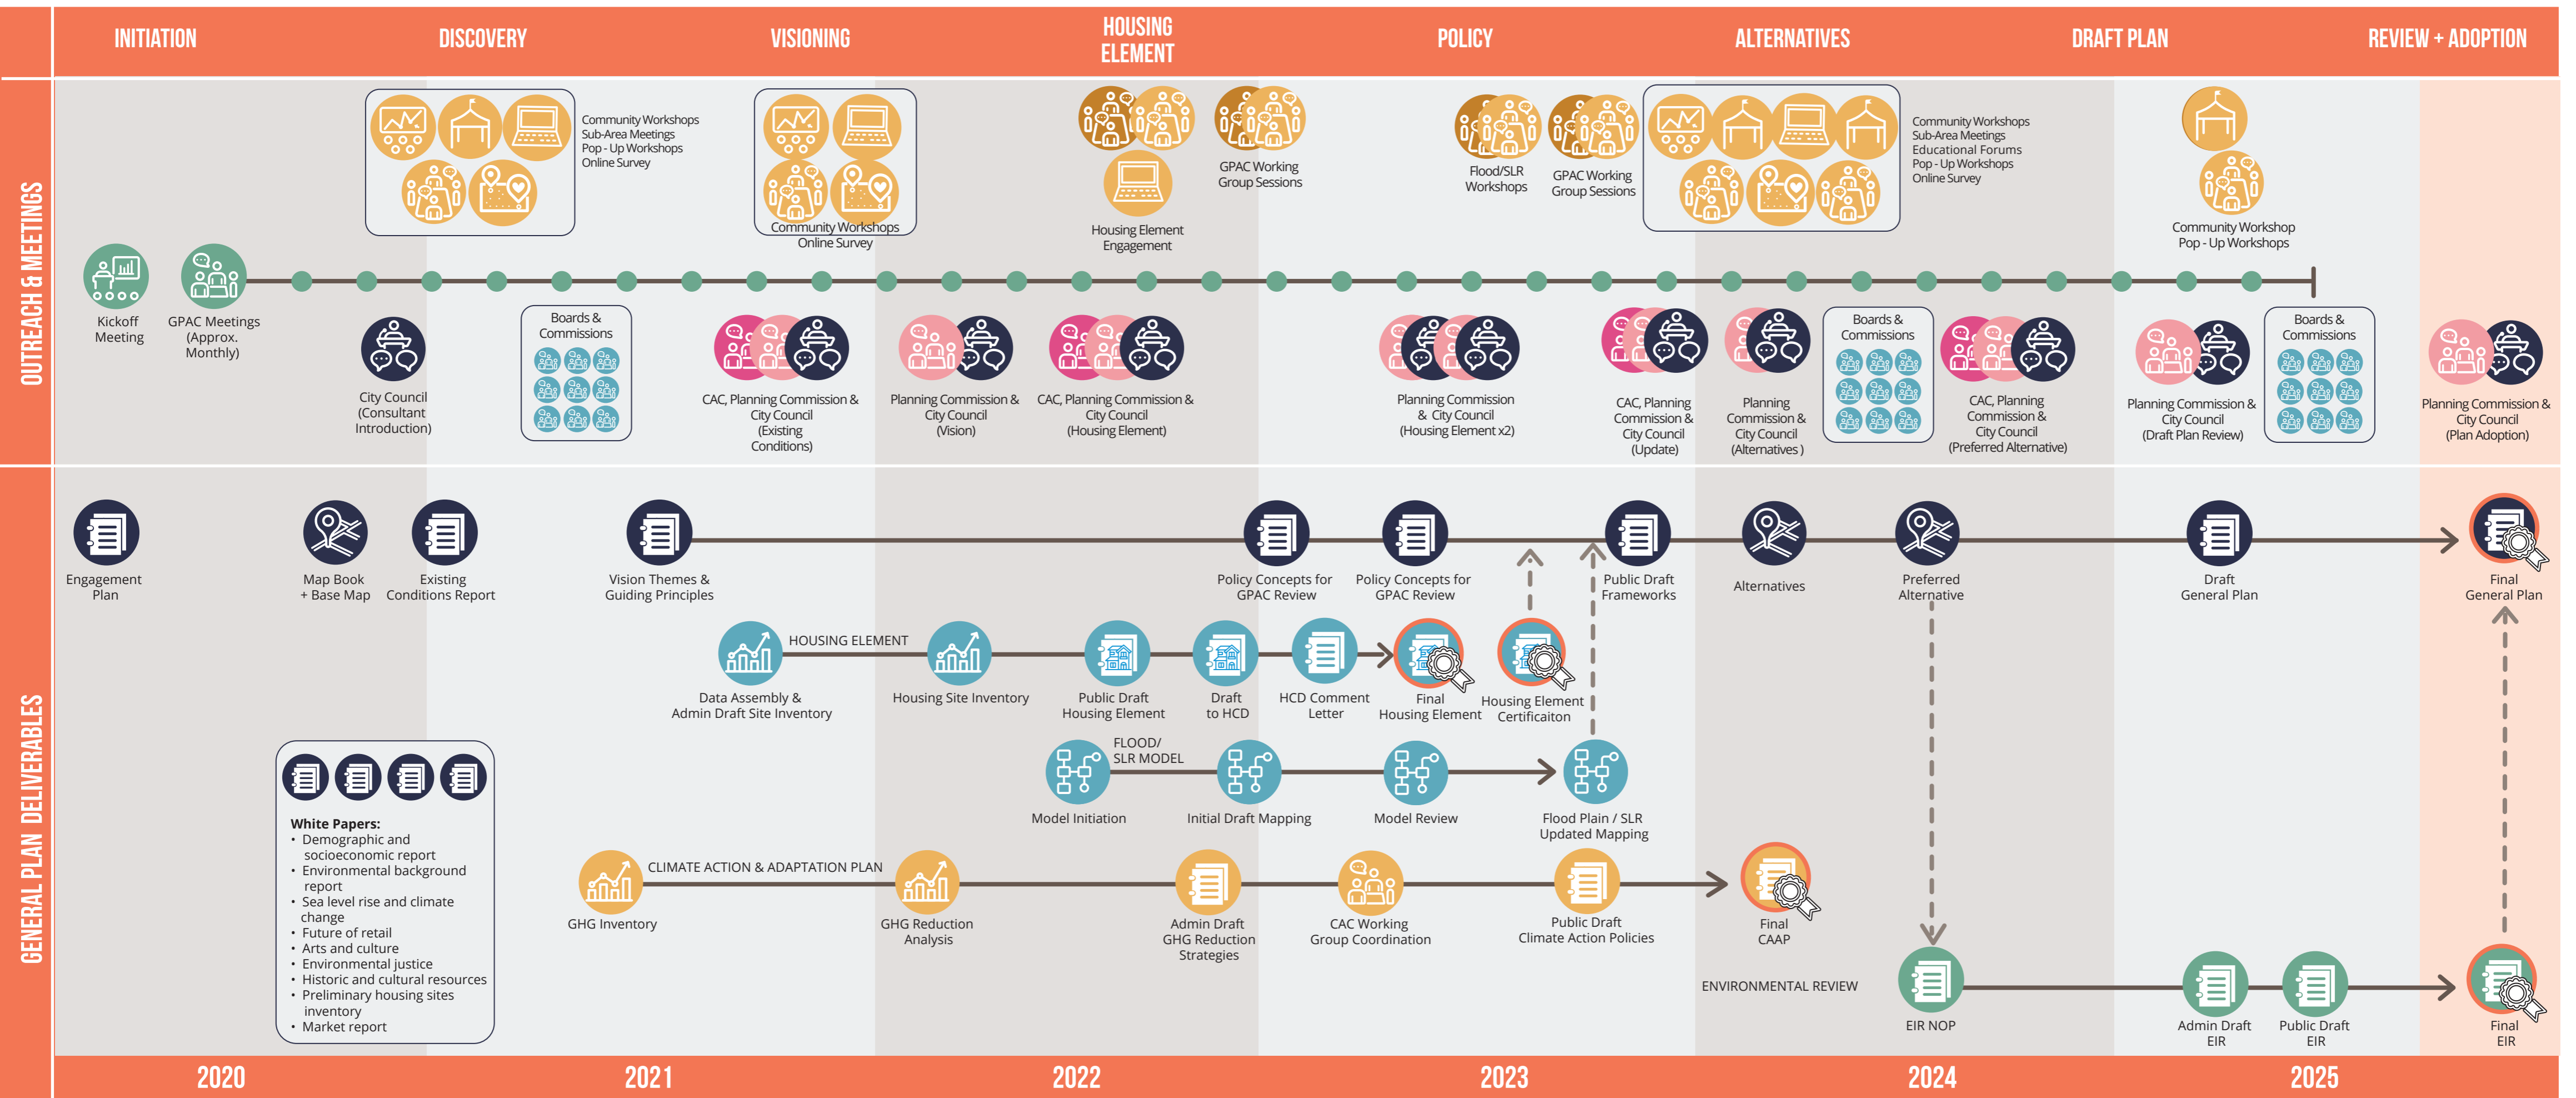 INITIATION
DISCOVERY
VISIONING
HOUSING
ELEMENT
POLICY
ALTERNATIVES
DRAFT PLAN
REVIEW + ADOPTION
OUTREACH & MEETINGS
Community Workshops
Sub-Area Meetings
Pop - Up Workshops
Online Survey
Community Workshops
Online Survey
Housing Element
Engagement
GPAC Working
Group Sessions
Flood/SLR
Workshops
GPAC Working
Group Sessions
Community Workshops
Sub-Area Meetings
Educational Forums
Pop - Up Workshops
Online Survey
Community Workshop
Pop - Up Workshops
Kickoff
Meeting
GPAC Meetings
(Approx.
Monthly)
City Council
(Consultant
Introduction)
Boards &
Commissions
CAC, Planning Commission &
City Council
(Existing
Conditions)
Planning Commission &
City Council
(Vision)
CAC, Planning Commission &
City Council
(Housing Element)
Planning Commission
& City Council
(Housing Element x2)
CAC, Planning
Commission &
City Council
(Update)
Planning
Commission &
City Council
(Alternatives )
Boards &
Commissions
CAC, Planning
Commission &
City Council
(Preferred Alternative)
Planning Commission &
City Council
(Draft Plan Review)
Boards &
Commissions
Planning Commission &
City Council
(Plan Adoption)
GENERAL PLAN DELIVERABLES
Engagement
Plan
Map Book
+ Base Map
Existing
Conditions Report
Vision Themes &
Guiding Principles
Policy Concepts for
GPAC Review
Policy Concepts for
GPAC Review
Public Draft
Frameworks
Alternatives
Preferred
Alternative
Draft
General Plan
Final
General Plan
HOUSING ELEMENT
Data Assembly &
Admin Draft Site Inventory
Housing Site Inventory
Public Draft
Housing Element
Draft
to HCD
HCD Comment
Letter
Final
Housing Element
Housing Element
Certificaiton
FLOOD/
SLR MODEL
Model Initiation
Initial Draft Mapping
Model Review
Flood Plain / SLR
Updated Mapping
White Papers:
• Demographic and
socioeconomic report
• Environmental background
report
• Sea level rise and climate
change
• Future of retail
• Arts and culture
• Environmental justice
• Historic and cultural resources
• Preliminary housing sites
inventory
• Market report
CLIMATE ACTION & ADAPTATION PLAN
GHG Inventory
GHG Reduction
Analysis
Admin Draft
GHG Reduction
Strategies
CAC Working
Group Coordination
Public Draft
Climate Action Policies
Final
CAAP
ENVIRONMENTAL REVIEW
EIR NOP
Admin Draft
EIR
Public Draft
EIR
Final
EIR
2020
2021
2022
2023
2024
2025